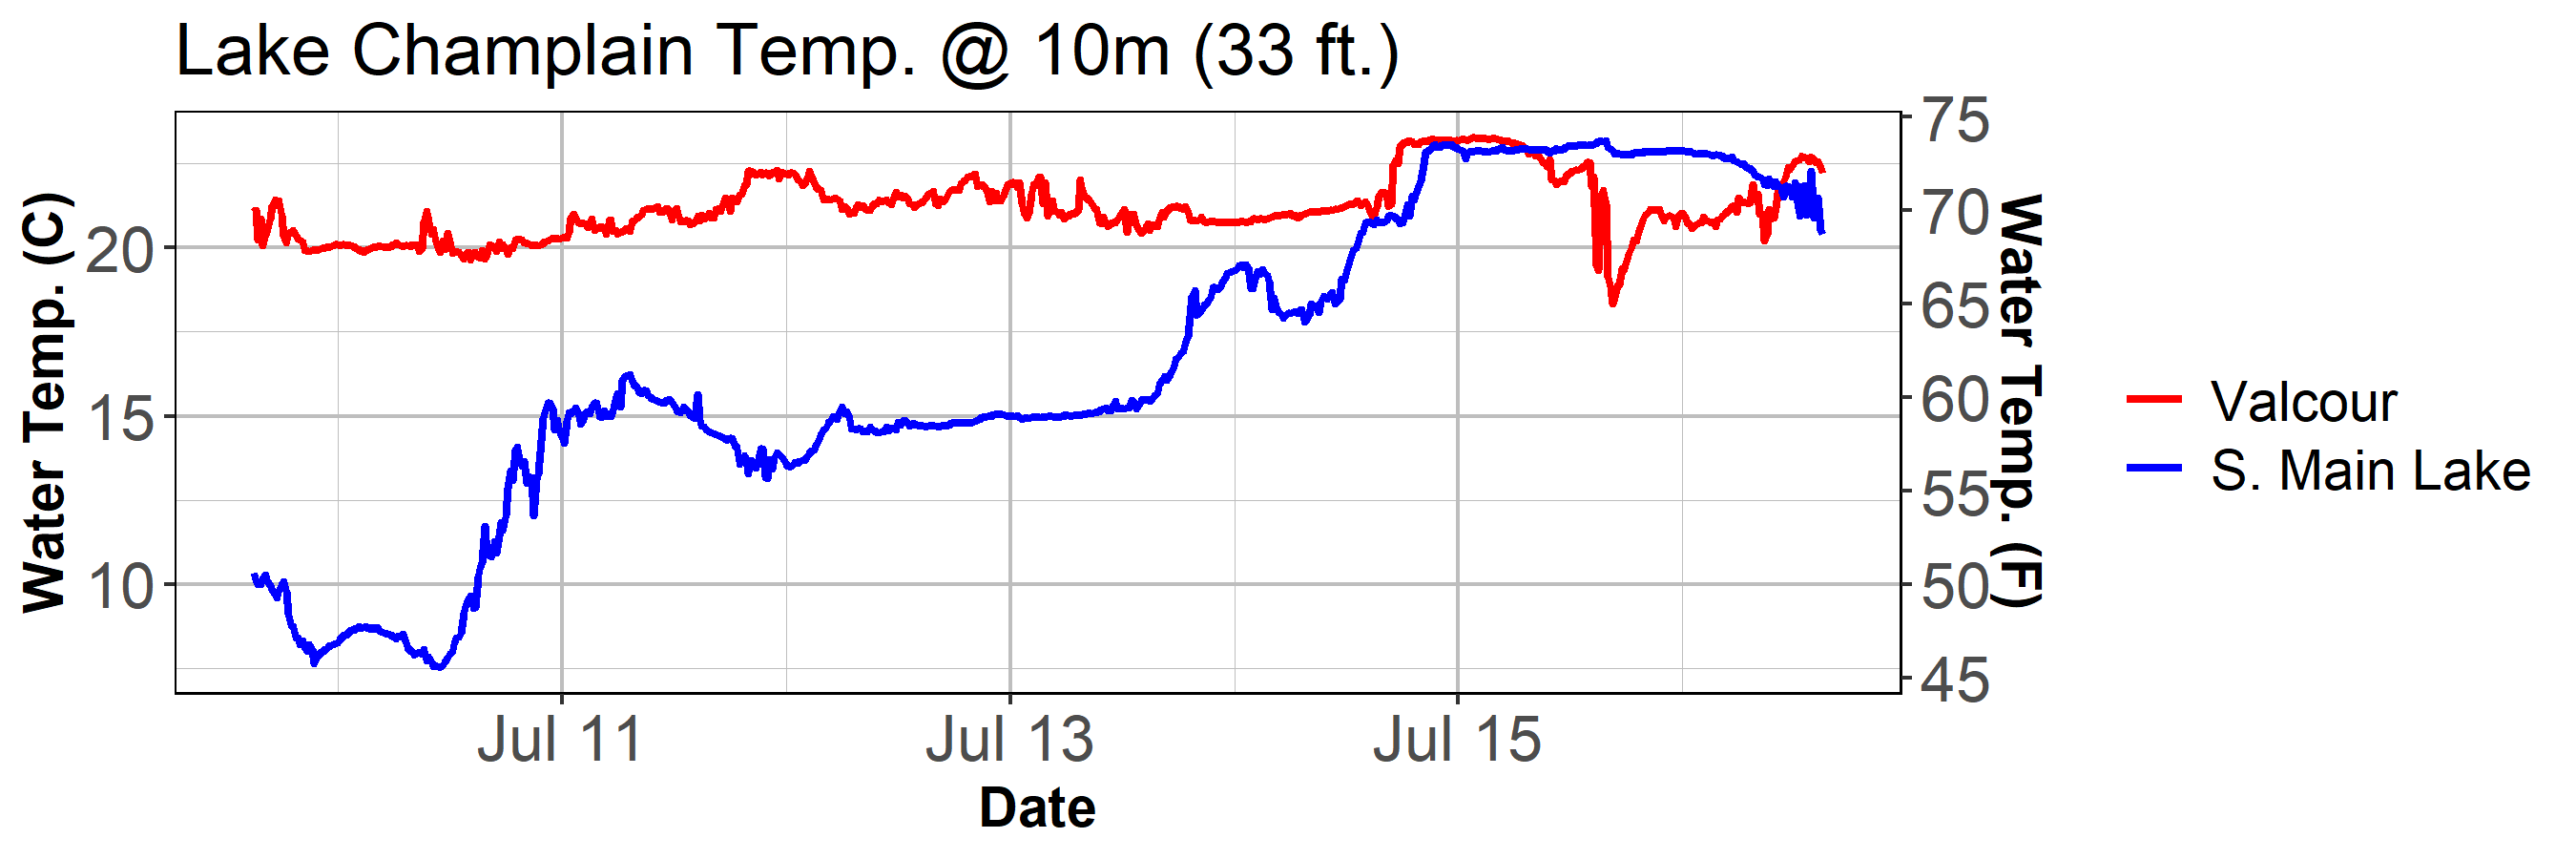 Lake Champlain Temp. @ 10m (33 ft.)
Water Temp. (C)
20
15
10
75
70
65
60
55
50
45
Water Temp. (F)
Jul 11
Jul 13
Jul 15
Date
Valcour
S. Main Lake